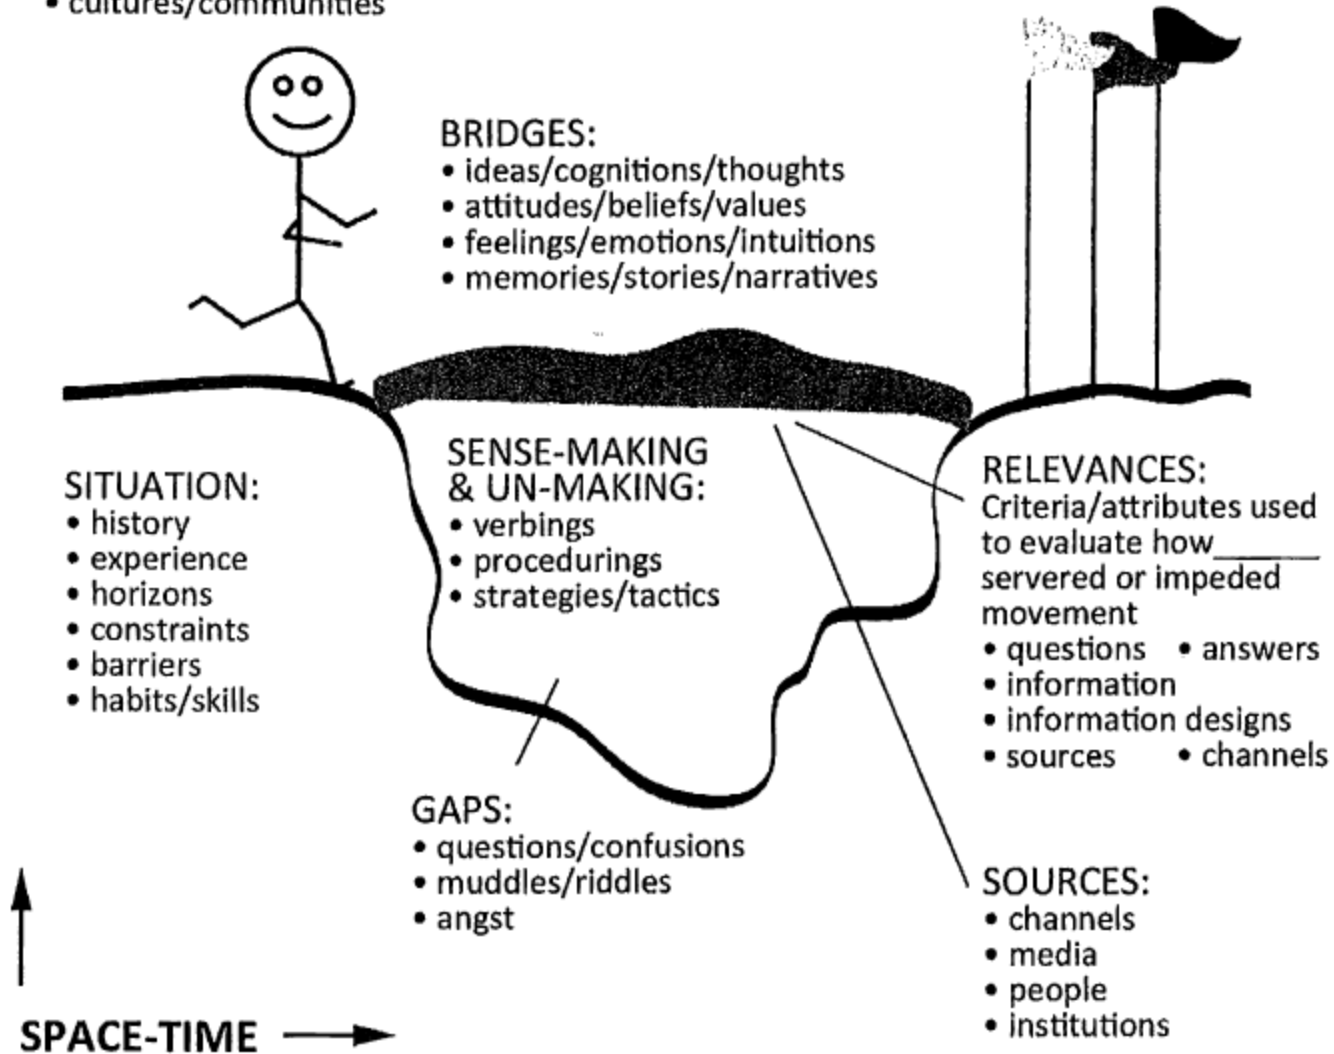 • cultures/communities
BRIDGES:
• ideas/cognitions/thoughts
• attitudes/beliefs/values
• feelings/emotions/intuitions
• memories/stories/narratives
SITUATION:
• history
• experience
• horizons
• constraints
• barriers
• habits/skills
SENSE-MAKING
& UN-MAKING:
• verbings
• procedurings
• strategies/tactics
RELEVANCES:
Criteria/attributes used
to evaluate how______
servered or impeded
movement
• questions • answers
• information
• information designs
• sources • channels
GAPS:
• questions/confusions
• muddles/riddles
• angst
SOURCES:
• channels
• media
• people
• institutions
SPACE-TIME